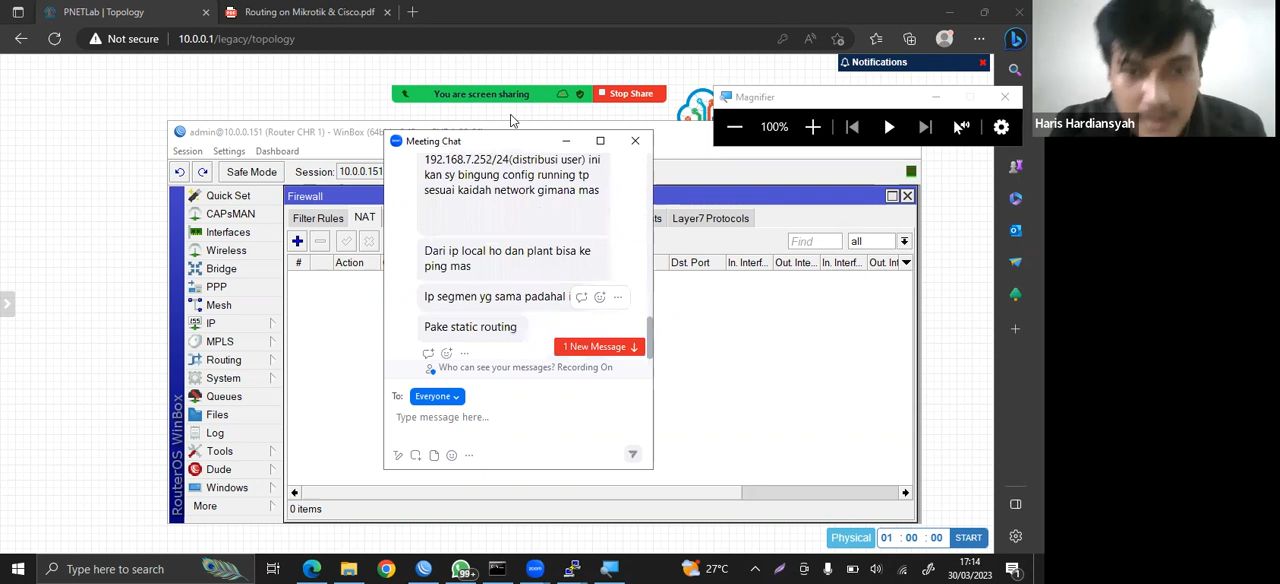 PNETLab | Topology
Routing on Mikrotik & Cisco.pdf
Not secure
10.0.0.1/legacy/topology
Notifications
You are screen sharing
Stop Share
Magnifier
100%
Haris Hardiansyah
admin@10.0.0.151 (Router CHR 1) - WinBox (64b
Session Settings Dashboard
Safe Mode
Session: 10.0.0.151
Meeting Chat
192.168.7.252/24(distribusi user) ini
kan sy bingung config running tp
sesuai kaidah network gimana mas
Dari ip local ho dan plant bisa ke
ping mas
Ip segmen yg sama padahal
Pake static routing
1 New Message
Who can see your messages? Recording On
To: Everyone
Type message here...
RouterOS WinBox
Quick Set
CAPsMAN
Interfaces
Wireless
Bridge
PPP
Mesh
IP
MPLS
Routing
System
Queues
Files
Log
Tools
Dude
Windows
More
Firewall
Filter Rules
NAT
Layer7 Protocols
Find
all
#
Action
Dst. Port
In. Interf...
Out. Inte...
In. Interf...
Out. Int
0 items
Physical
01 : 00 : 00
START
Type here to search
99+
27°C
17:14
30/03/2023
1